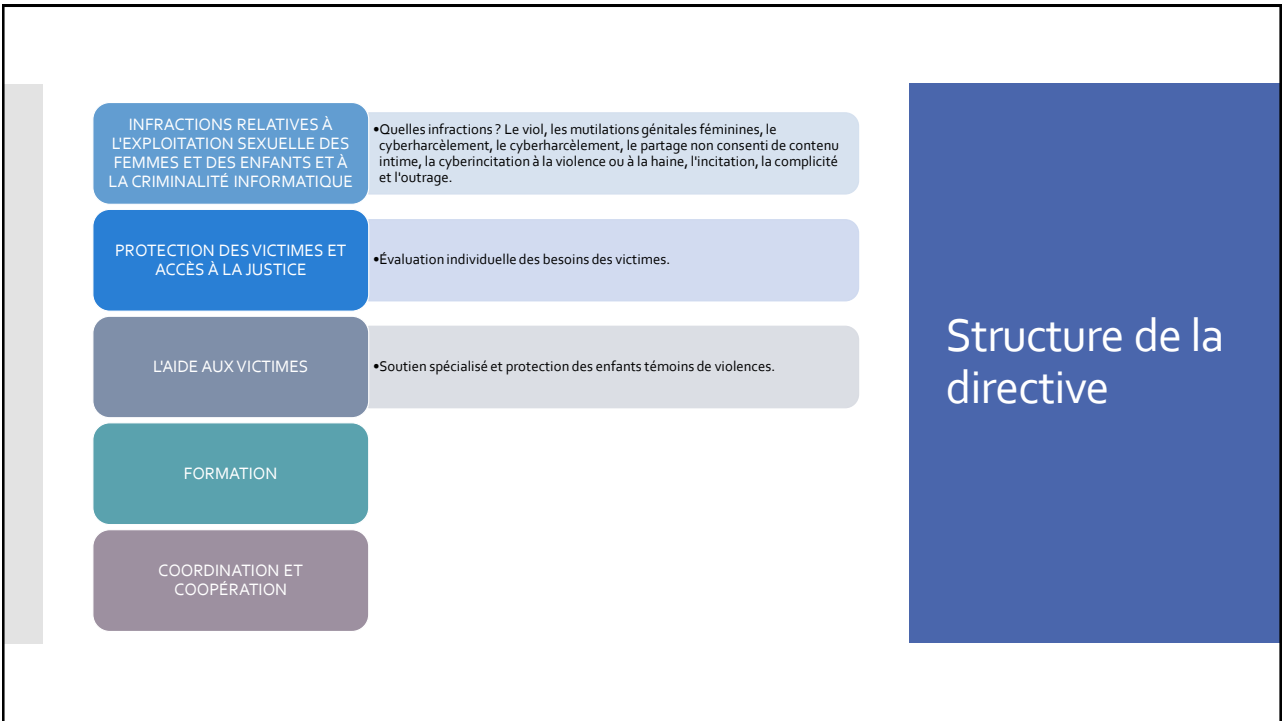 INFRACTIONS RELATIVES À
L'EXPLOITATION SEXUELLE DES
FEMMES ET DES ENFANTS ET À
LA CRIMINALITÉ INFORMATIQUE
•Quelles infractions ? Le viol, les mutilations génitales féminines, le
cyberharcèlement, le cyberharcèlement, le partage non consenti de contenu
intime, la cyberincitation à la violence ou à la haine, l'incitation, la complicité
et l'outrage.
PROTECTION DES VICTIMES ET
ACCÈS À LA JUSTICE
•Évaluation individuelle des besoins des victimes.
L'AIDE AUX VICTIMES
•Soutien spécialisé et protection des enfants témoins de violences.
FORMATION
COORDINATION ET
COOPÉRATION
Structure de la
directive